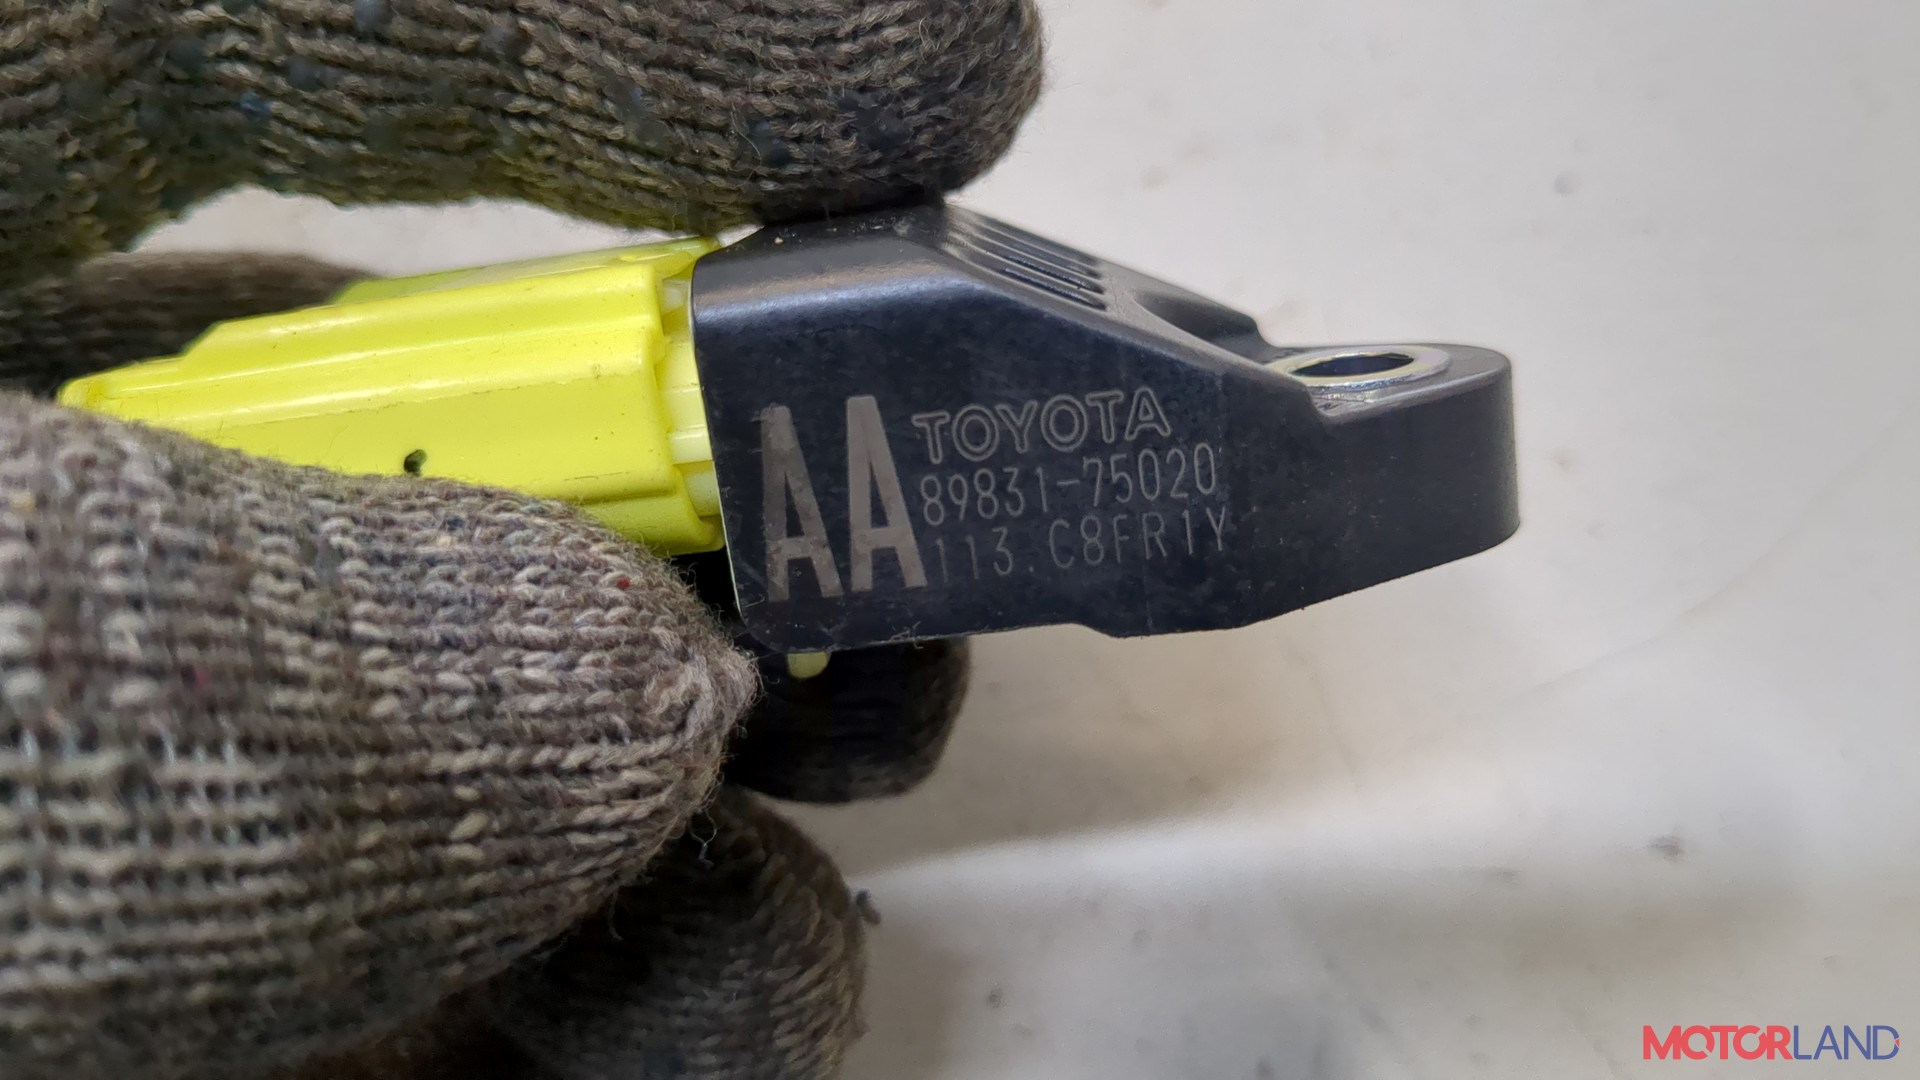 AA
TOYOTA
89831-75020
113.C8FR1Y
MOTORLAND